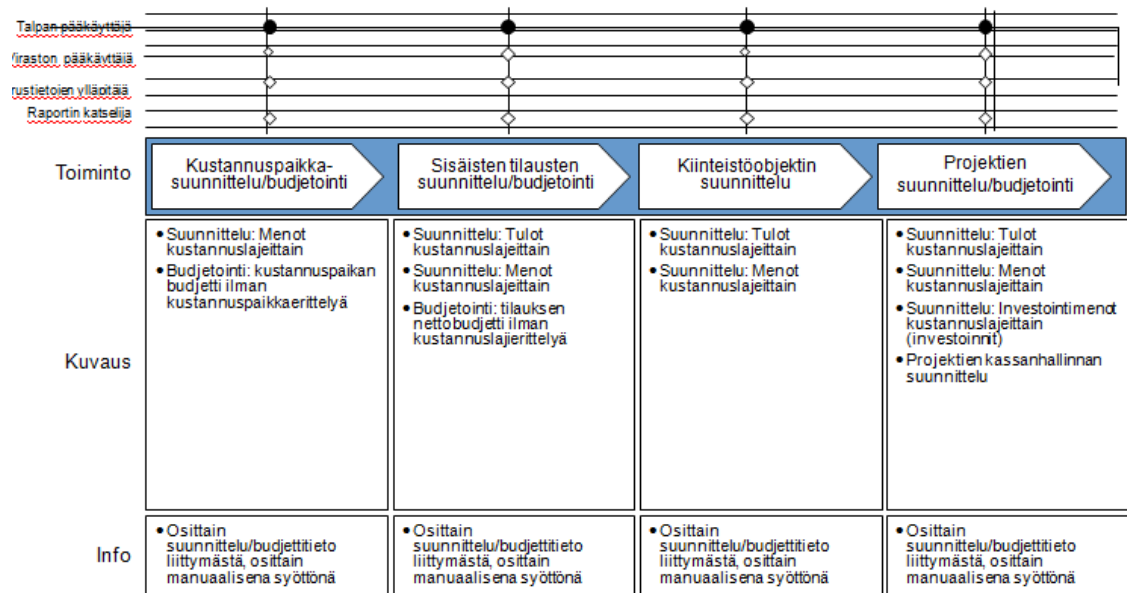 Talpan pääkäyttäjä
Viraston pääkäyttäjä
rustietojen ylläpitäjä
Raportin katselija
Toiminto
Kustannuspaikka-
suunnittelu/budjetointi
Sisäisten tilausten
suunnittelu/budjetointi
Kiinteistöobjektin
suunnittelu
Projektien
suunnittelu/budjetointi
Kuvaus
• Suunnittelu: Menot
kustannuslajeittain
• Budjetointi: kustannuspaikan
budjetti ilman
kustannuspaikkaerittelyä
• Suunnittelu: Tulot
kustannuslajeittain
• Suunnittelu: Menot
kustannuslajeittain
• Budjetointi: tilauksen
nettobudjetti ilman
kustannuslajierittelyä
• Suunnittelu: Tulot
kustannuslajeittain
• Suunnittelu: Menot
kustannuslajeittain
• Suunnittelu: Tulot
kustannuslajeittain
• Suunnittelu: Menot
kustannuslajeittain
• Suunnittelu: Investointimenot
kustannuslajeittain
(investoinnit)
• Projektien kassanhallinnan
suunnittelu
Info
• Osittain
suunnittelu/budjettitieto
liittymästä, osittain
manuaalisena syöttönä
• Osittain
suunnittelu/budjettitieto
liittymästä, osittain
manuaalisena syöttönä
• Osittain
suunnittelu/budjettitieto
liittymästä, osittain
manuaalisena syöttönä
• Osittain
suunnittelu/budjettitieto
liittymästä, osittain
manuaalisena syöttönä